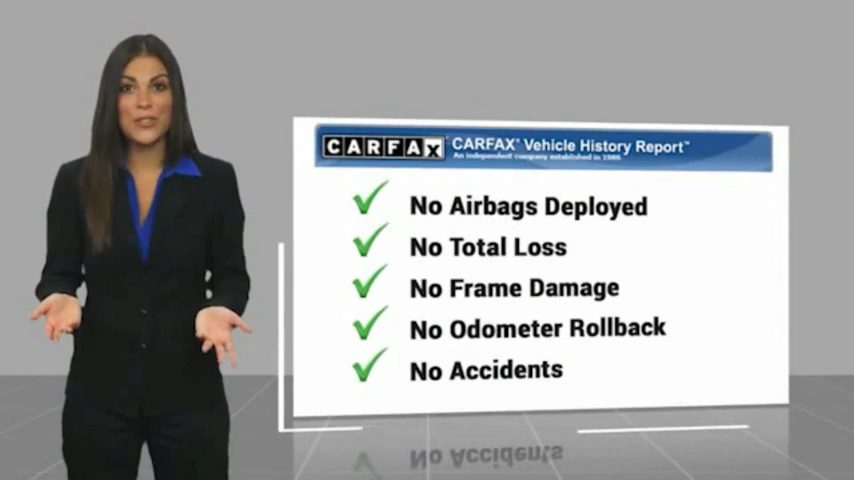 CARFAX CARFAX® Vehicle History Report™
An independent company established in 1986
No Airbags Deployed
No Total Loss
No Frame Damage
No Odometer Rollback
No Accidents
No Accidents